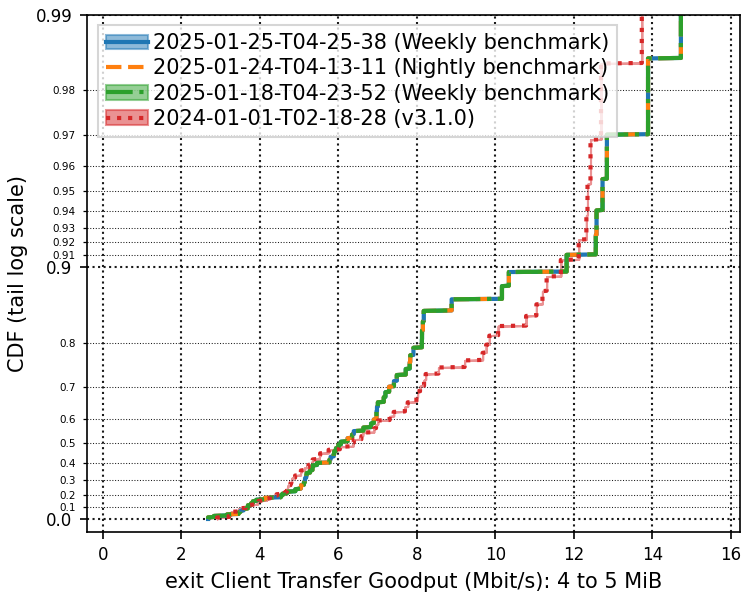 0.99
2025-01-25-T04-25-38 (Weekly benchmark)
2025-01-24-T04-13-11 (Nightly benchmark)
2025-01-18-T04-23-52 (Weekly benchmark)
2024-01-01-T02-18-28 (v3.1.0)
0.98
0.97
0.96
0.95
0.94
0.93
0.92
0.91
0.9
0.8
0.7
0.6
0.5
0.4
0.3
0.2
0.1
0.0
CDF (tail log scale)
0 2 4 6 8 10 12 14 16
exit Client Transfer Goodput (Mbit/s): 4 to 5 MiB